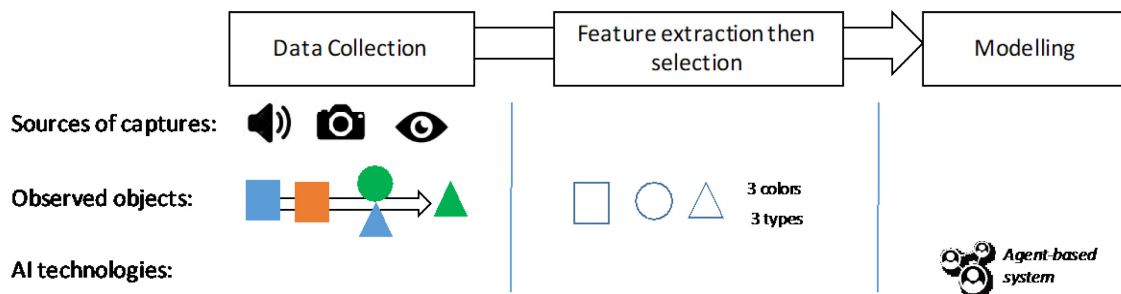 Data Collection
Feature extraction then
selection
Modelling
Sources of captures:
Observed objects:
3 colors
3 types
AI technologies:
Agent-based
system